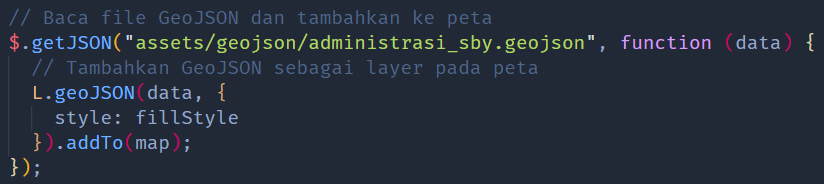 // Baca file GeoJSON dan tambahkan ke peta
$.getJSON("assets/geojson/administrasi_sby.geojson", function (data) {
  // Tambahkan GeoJSON sebagai layer pada peta
  L.geoJSON(data, {
    style: fillStyle
  }).addTo(map);
});